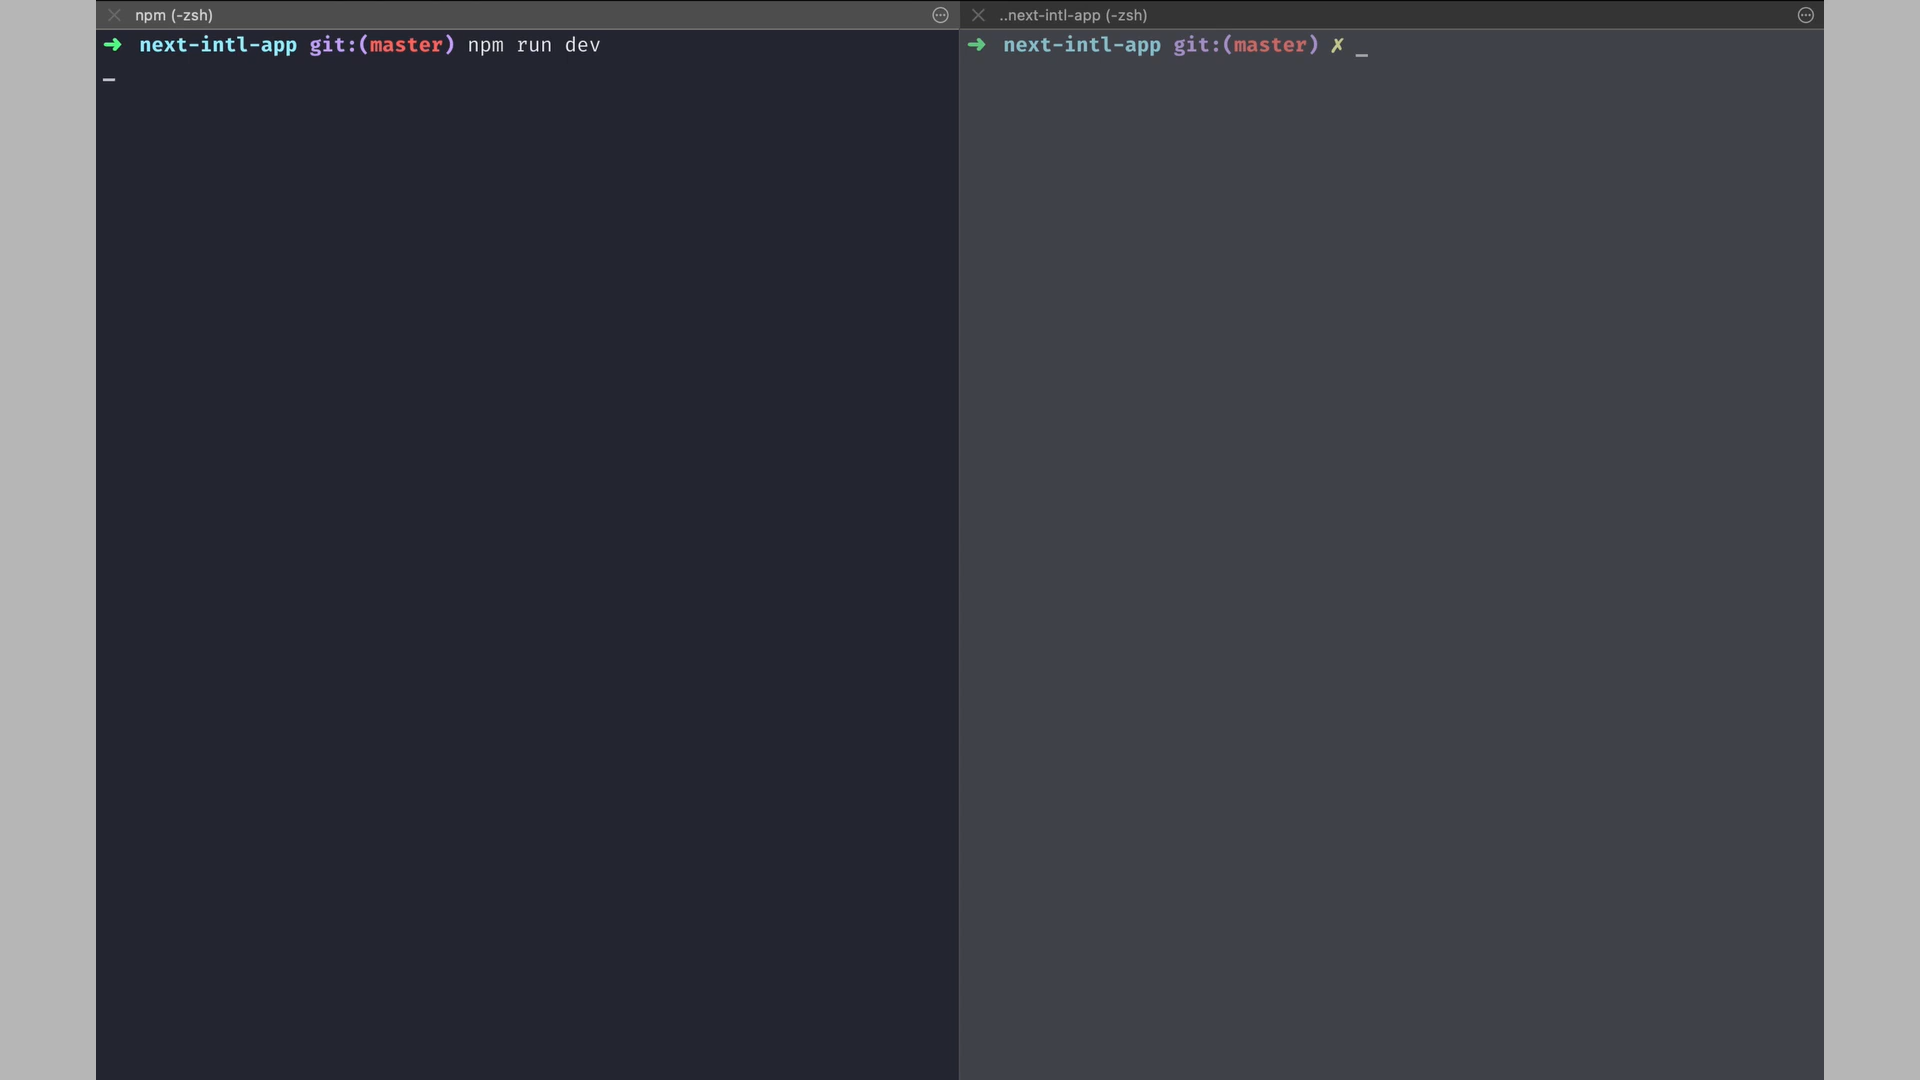 npm (-zsh)
➜ next-intl-app git:(master) npm run dev
..next-intl-app (-zsh)
➜ next-intl-app git:(master) ✗ _